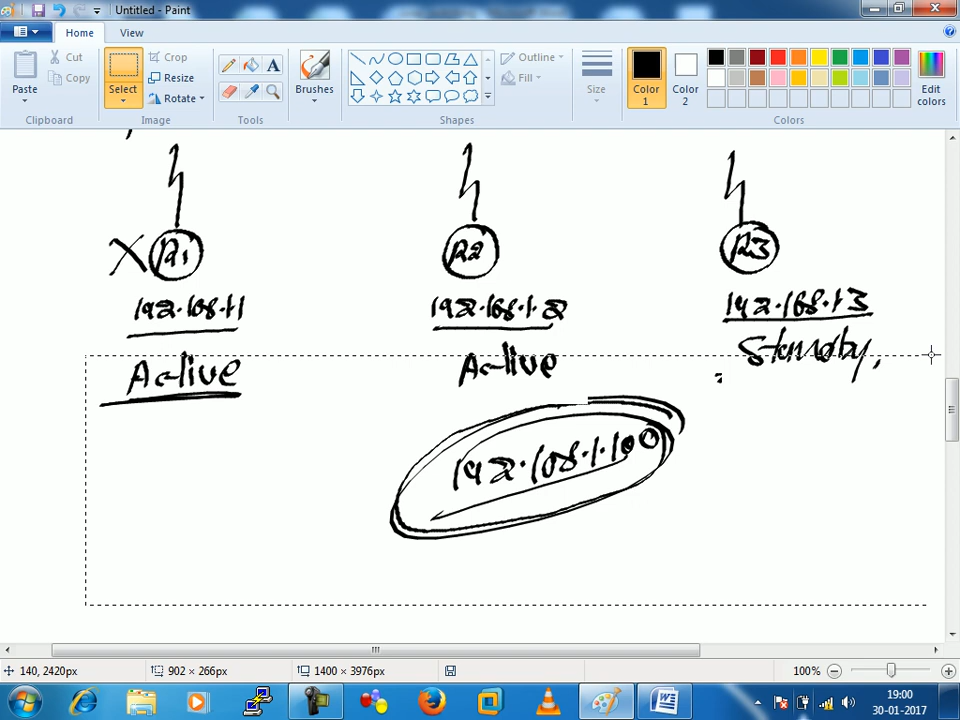 Untitled - Paint
Home View
Paste
Cut
Copy
Clipboard
Select
Crop
Resize
Rotate
Image
Tools
Brushes
Shapes
Outline
Fill
Size
Color 1
Color 2
Colors
Edit colors
X R1 R2 R3
192.168.1.1 192.168.1.2 192.168.1.3
Active Active Standby,
192.168.1.100
140, 2420px 902 × 266px 1400 × 3976px 100%
19:00
30-01-2017